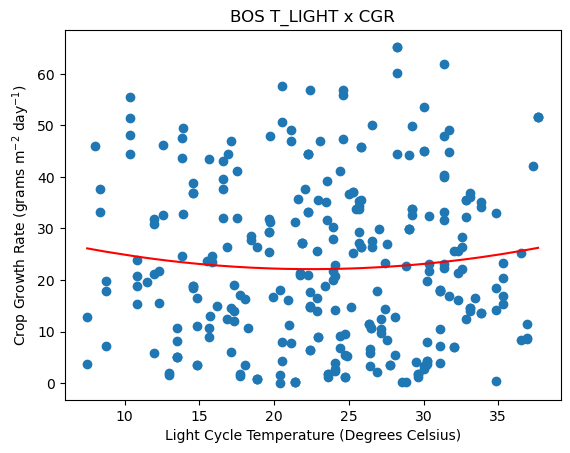 BOS T_LIGHT x CGR
Crop Growth Rate (grams m⁻² day⁻¹)
60
50
40
30
20
10
0
10 15 20 25 30 35
Light Cycle Temperature (Degrees Celsius)